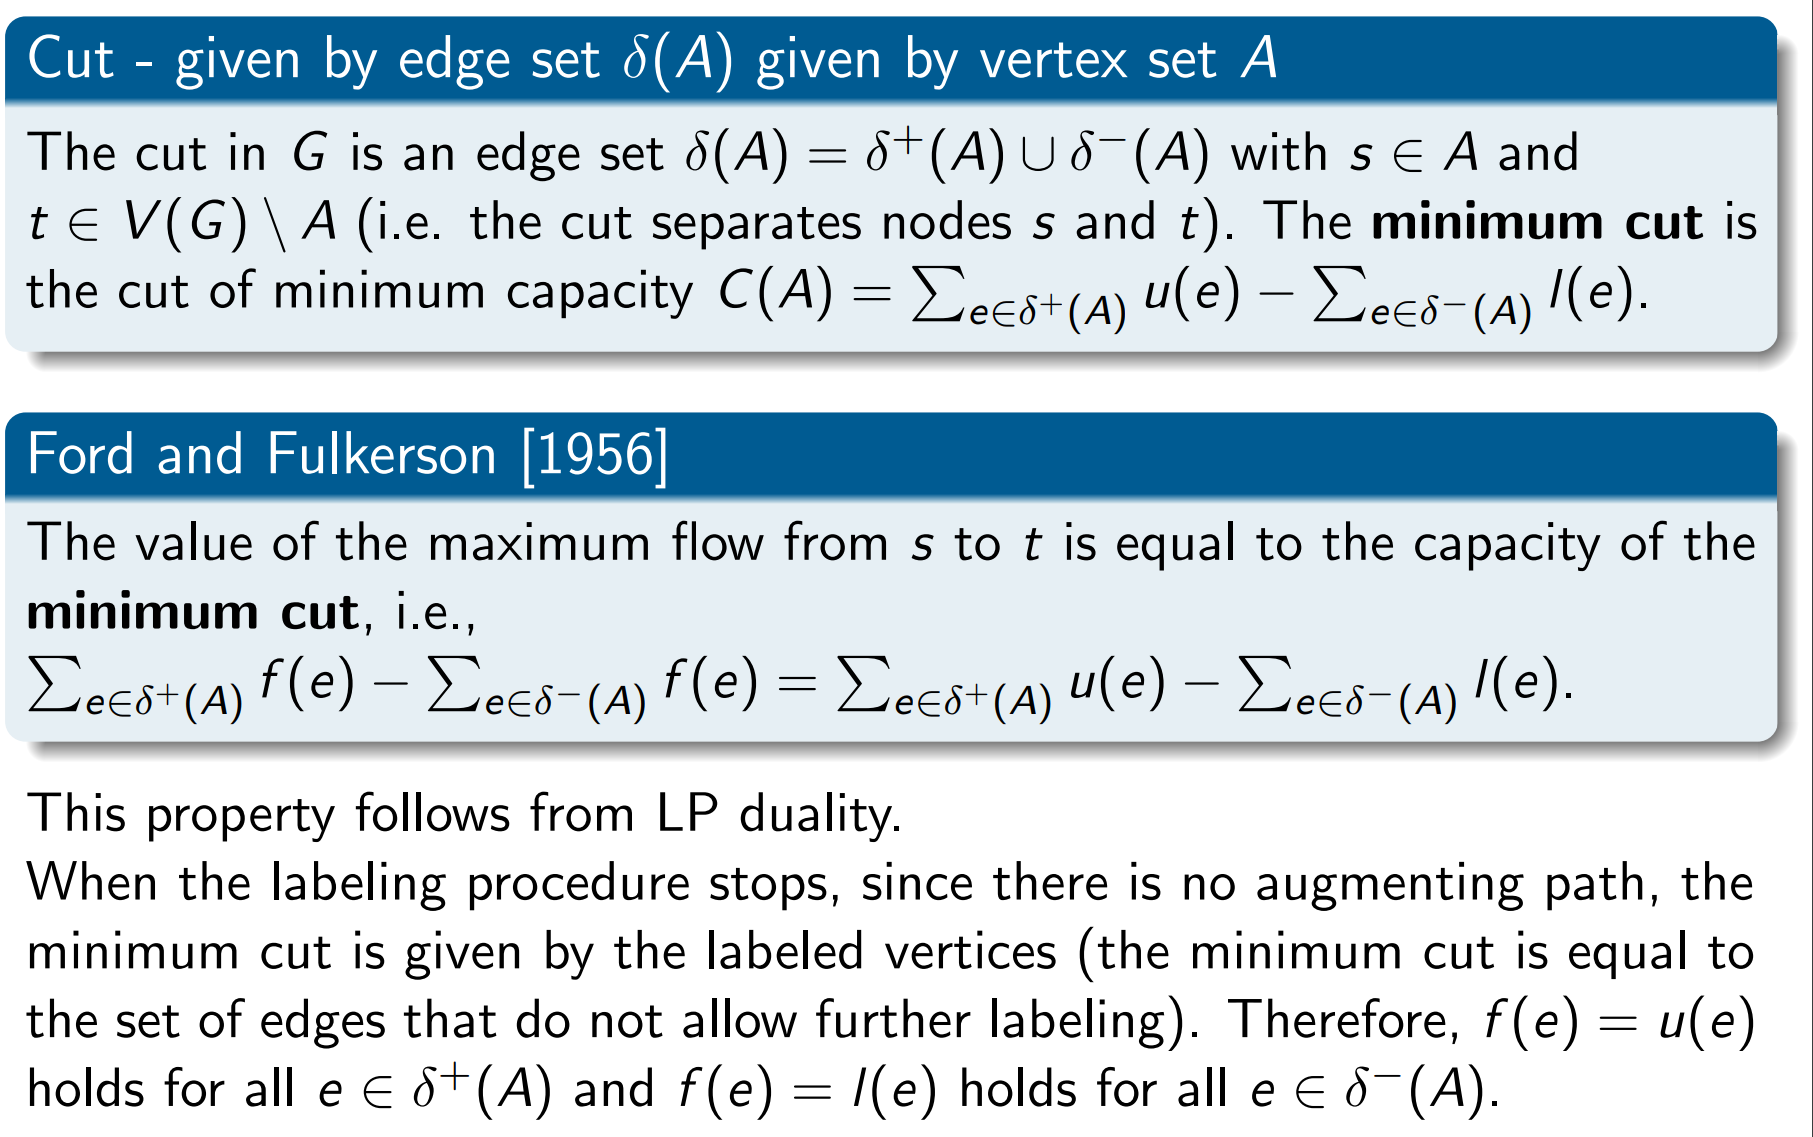 Cut - given by edge set δ(A) given by vertex set A
The cut in G is an edge set δ(A) = δ⁺(A) ∪ δ⁻(A) with s ∈ A and
t ∈ V(G) \ A (i.e. the cut separates nodes s and t). The minimum cut is
the cut of minimum capacity C(A) = ∑_{e∈δ⁺(A)} u(e) − ∑_{e∈δ⁻(A)} l(e).
Ford and Fulkerson [1956]
The value of the maximum flow from s to t is equal to the capacity of the
minimum cut, i.e.,
∑_{e∈δ⁺(A)} f(e) − ∑_{e∈δ⁻(A)} f(e) = ∑_{e∈δ⁺(A)} u(e) − ∑_{e∈δ⁻(A)} l(e).
This property follows from LP duality.
When the labeling procedure stops, since there is no augmenting path, the
minimum cut is given by the labeled vertices (the minimum cut is equal to
the set of edges that do not allow further labeling). Therefore, f(e) = u(e)
holds for all e ∈ δ⁺(A) and f(e) = l(e) holds for all e ∈ δ⁻(A).